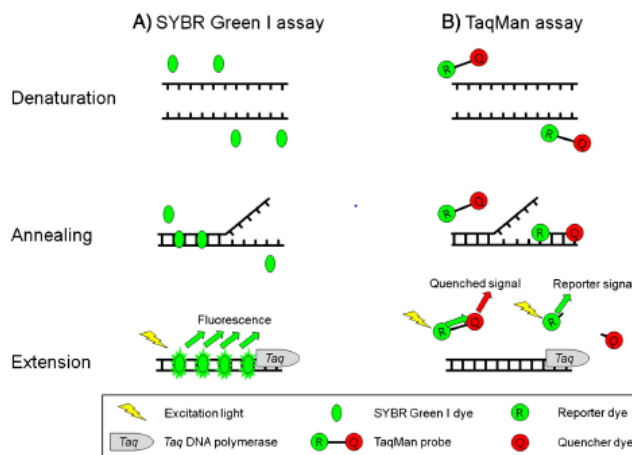 A) SYBR Green I assay
B) TaqMan assay
Denaturation
R Q
R Q
Annealing
R Q
R Q
Quenched signal
Reporter signal
Fluorescence
R Q
R
Q
Extension
Taq
Taq
Excitation light
SYBR Green I dye
R Reporter dye
Taq Taq DNA polymerase
R Q TaqMan probe
Q Quencher dye